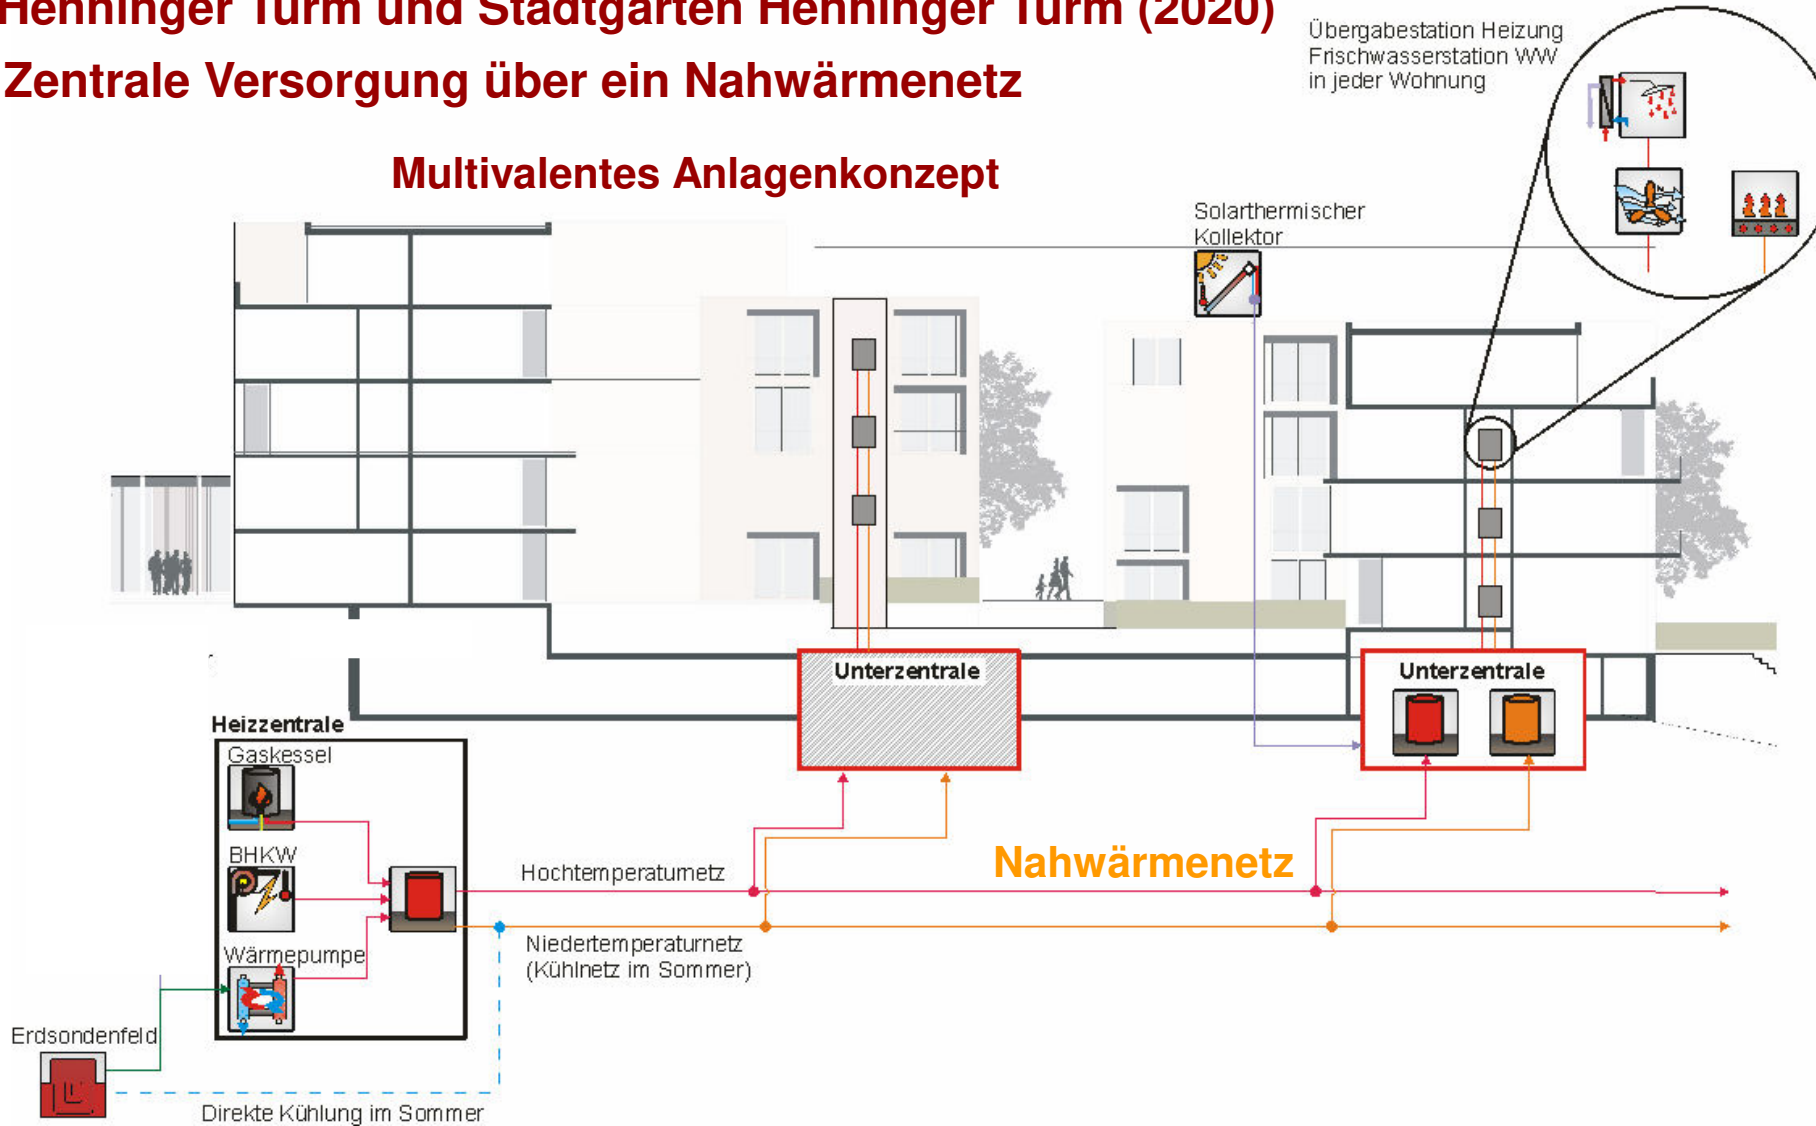 Henninger Turm und Stadtgarten Henninger Turm (2020)
Zentrale Versorgung über ein Nahwärmenetz
Multivalentes Anlagenkonzept
Übergabestation Heizung
Frischwasserstation WW
in jeder Wohnung
Solarthermischer
Kollektor
Unterzentrale
Unterzentrale
Heizzentrale
Gaskessel
BHKW
Wärmepumpe
Hochtemperaturnetz
Nahwärmenetz
Niedertemperaturnetz
(Kühlnetz im Sommer)
Erdsondenfeld
Direkte Kühlung im Sommer